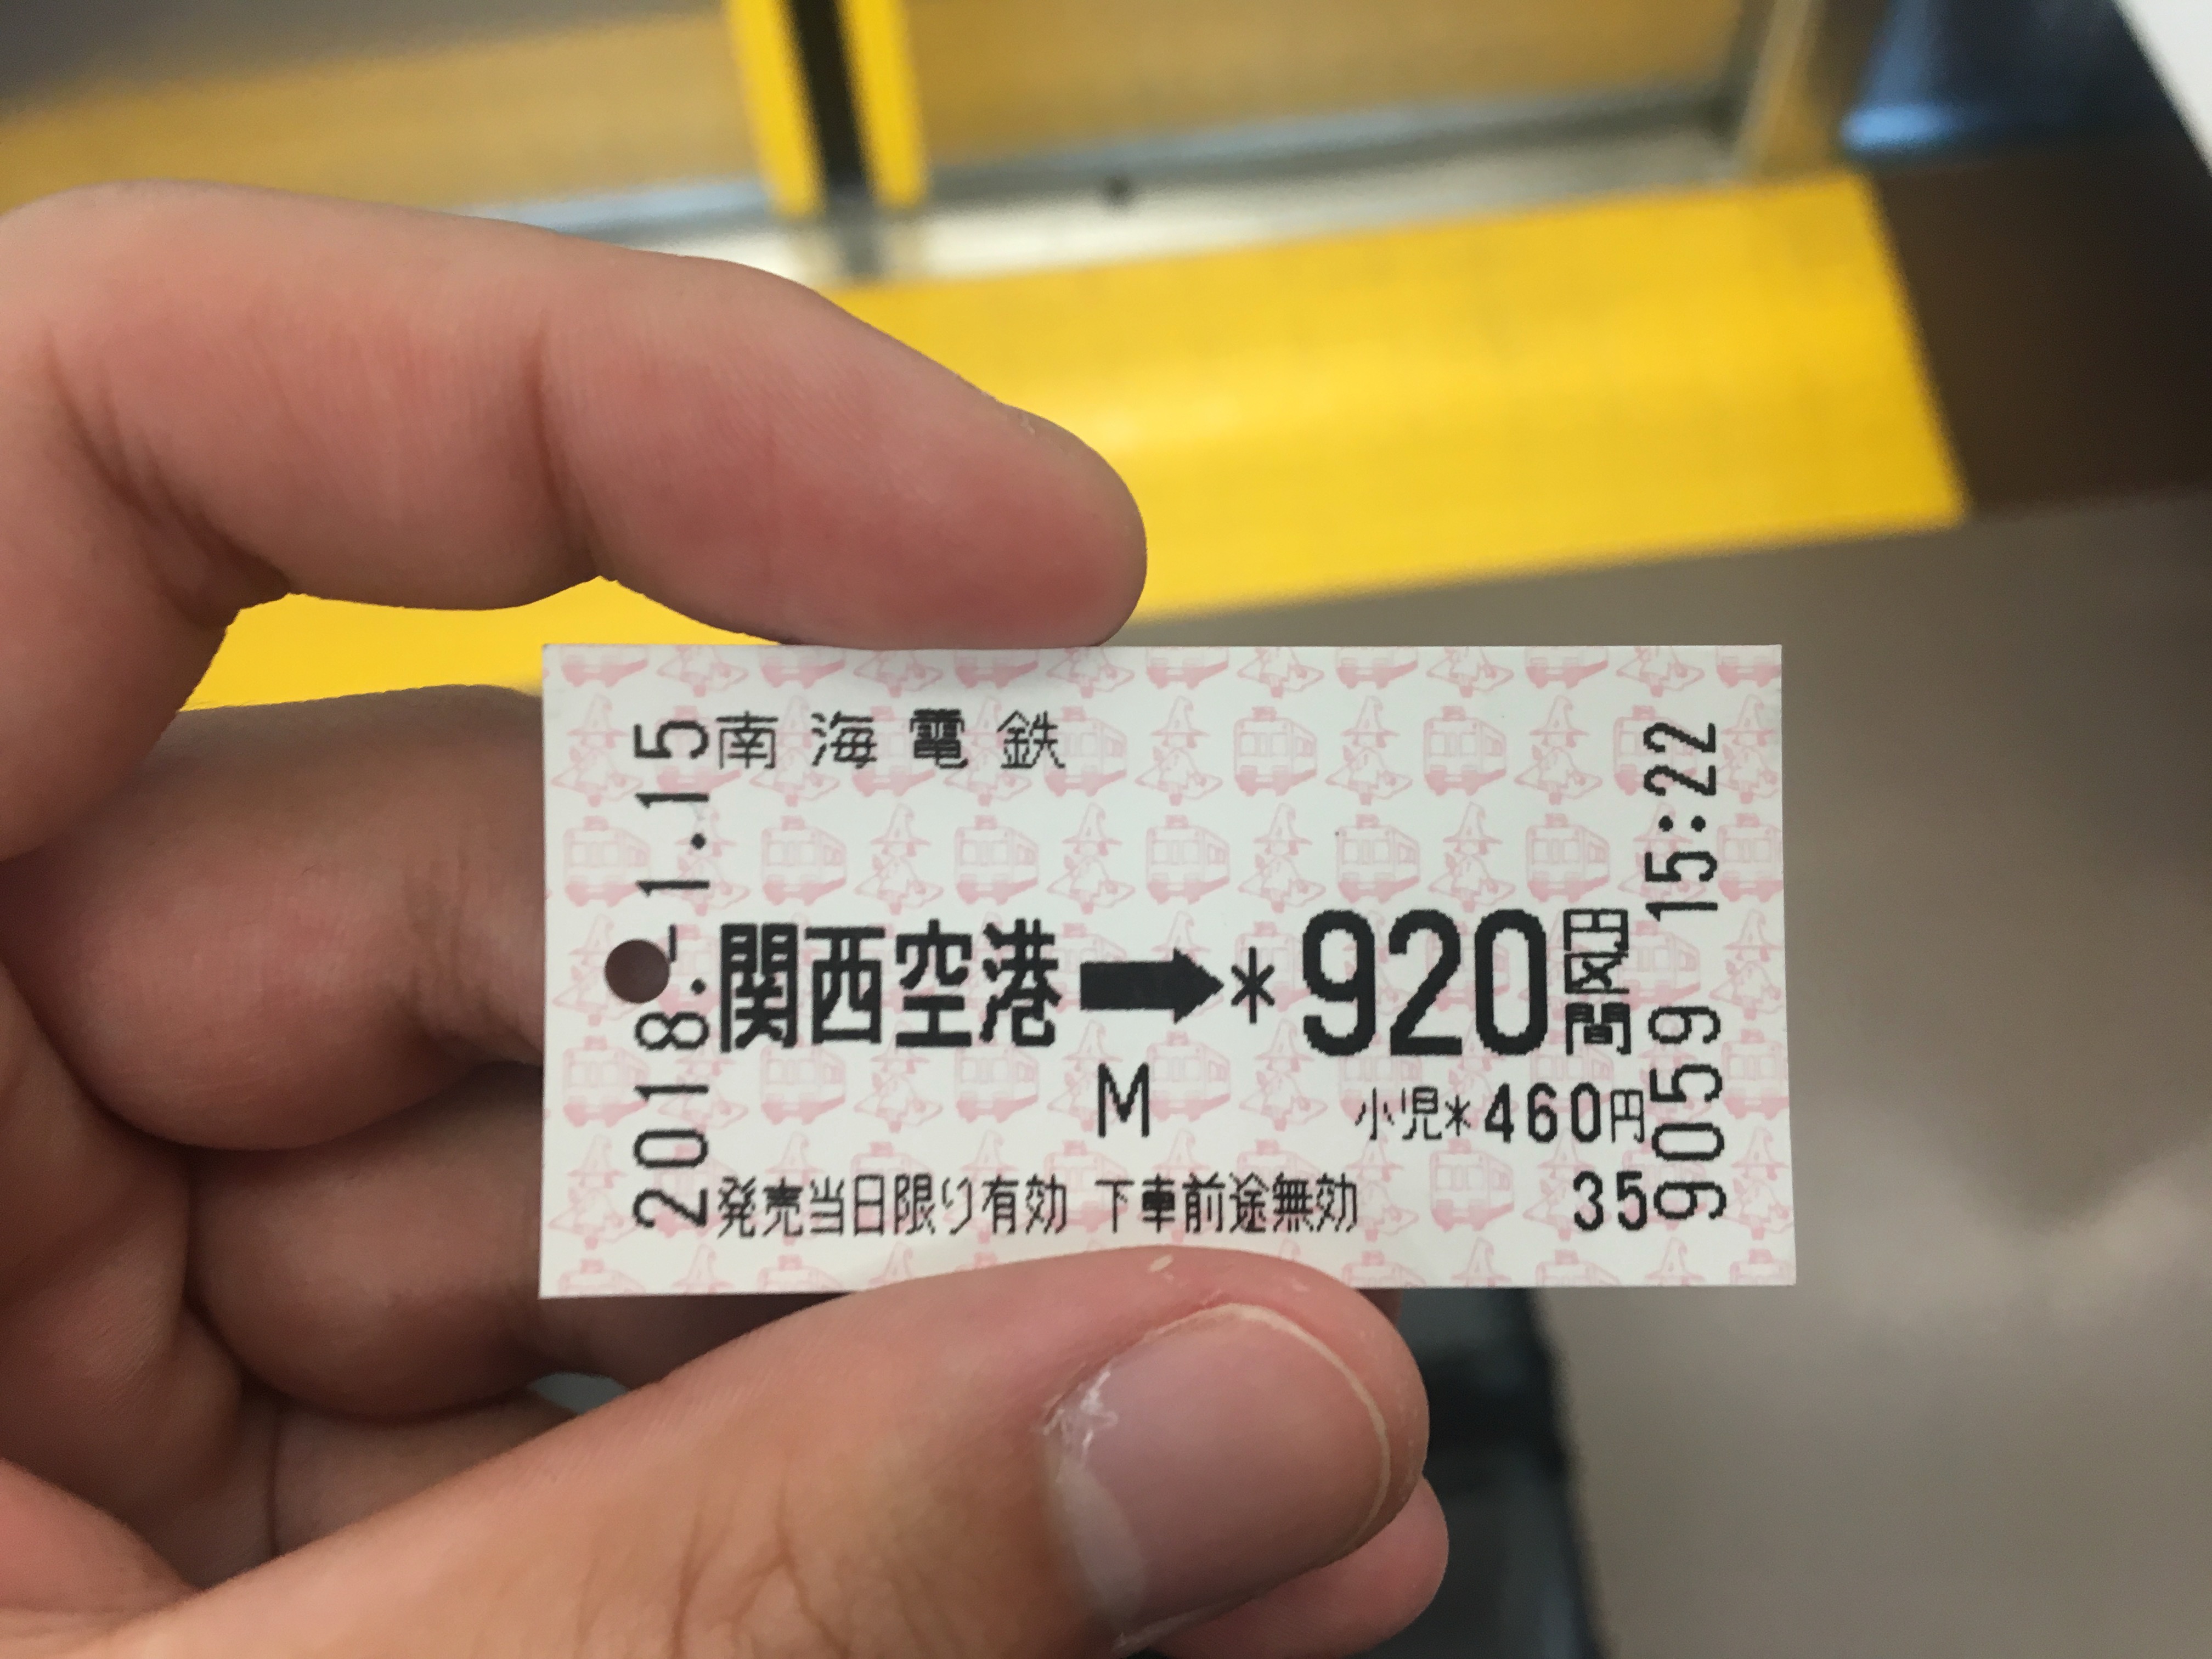 南海電鉄
2018.-1.15
関西空港➡*920円区間
M
小児*460円
発売当日限り有効 下車前途無効
35
9059 15:22